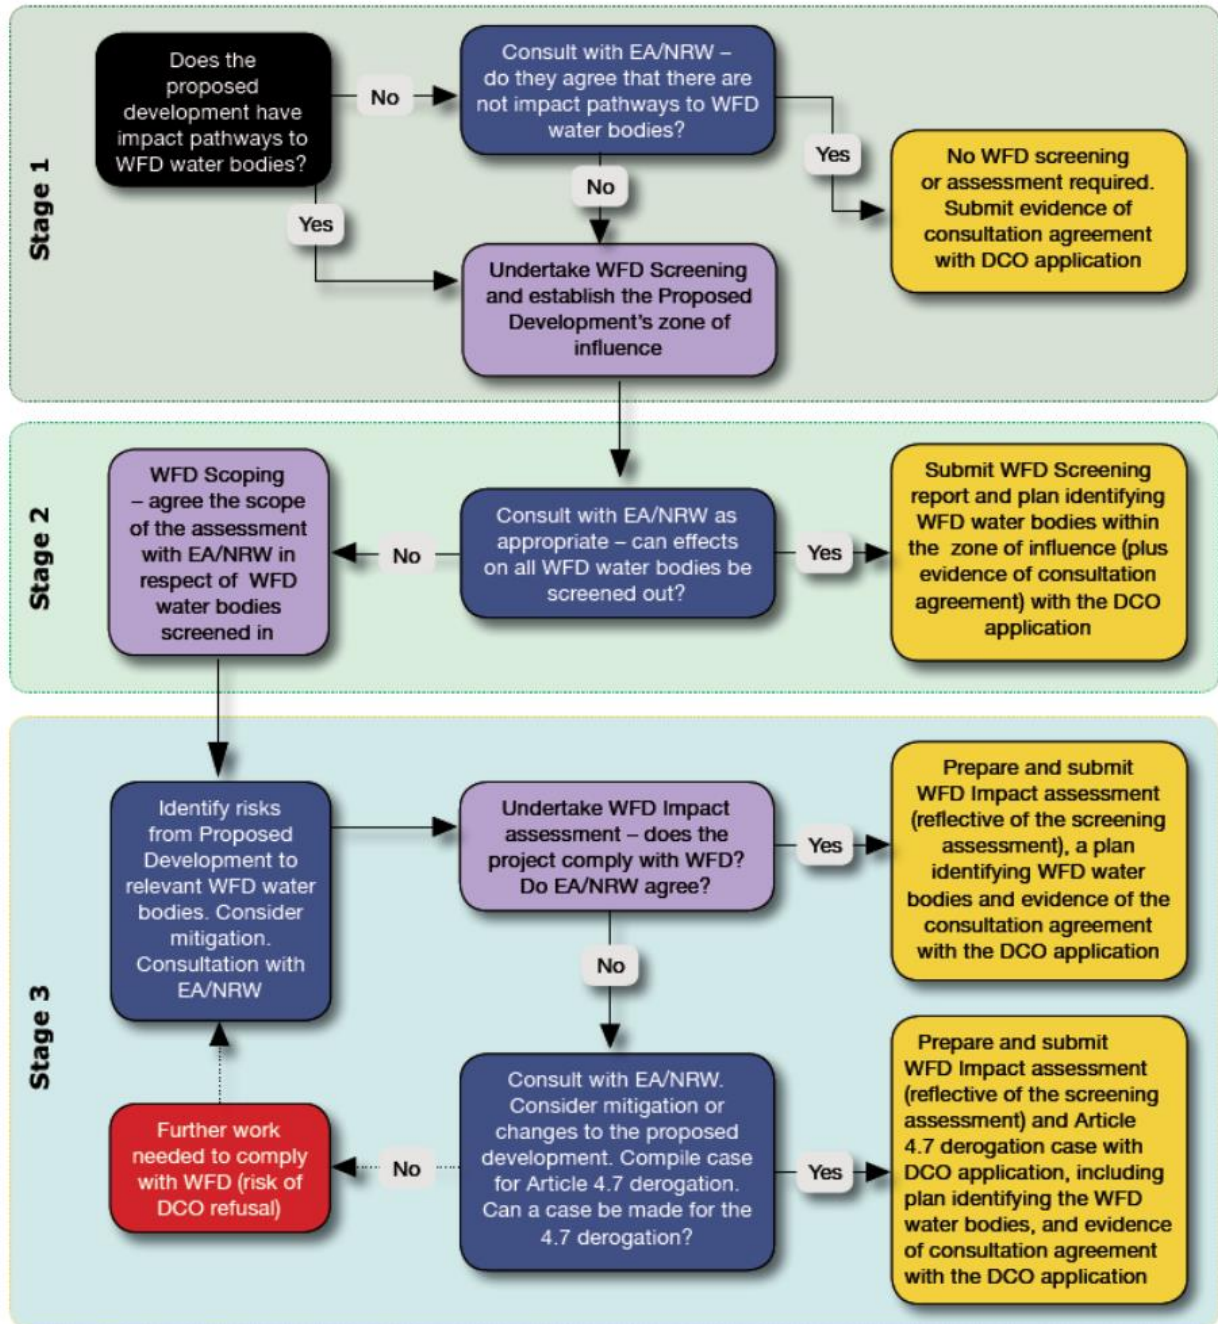 Stage 1
Does the
proposed
development have
impact pathways to
WFD water bodies?
No
Consult with EA/NRW –
do they agree that there are
not impact pathways to WFD
water bodies?
Yes
No WFD screening
or assessment required.
Submit evidence of
consultation agreement
with DCO application
No
Yes
Undertake WFD Screening
and establish the Proposed
Development's zone of
influence
Stage 2
WFD Scoping
– agree the scope
of the assessment
with EA/NRW in
respect of WFD
water bodies
screened in
No
Consult with EA/NRW as
appropriate – can effects
on all WFD water bodies be
screened out?
Yes
Submit WFD Screening
report and plan identifying
WFD water bodies within
the zone of influence (plus
evidence of consultation
agreement) with the DCO
application
Stage 3
Identify risks
from Proposed
Development to
relevant WFD water
bodies. Consider
mitigation.
Consultation with
EA/NRW
Undertake WFD Impact
assessment – does the
project comply with WFD?
Do EA/NRW agree?
Yes
Prepare and submit
WFD Impact assessment
(reflective of the screening
assessment), a plan
identifying WFD water
bodies and evidence of the
consultation agreement
with the DCO application
No
Further work
needed to comply
with WFD (risk of
DCO refusal)
No
Consult with EA/NRW.
Consider mitigation or
changes to the proposed
development. Compile case
for Article 4.7 derogation.
Can a case be made for the
4.7 derogation?
Yes
Prepare and submit
WFD Impact assessment
(reflective of the screening
assessment) and Article
4.7 derogation case with
DCO application, including
plan identifying the WFD
water bodies, and evidence
of consultation agreement
with the DCO application